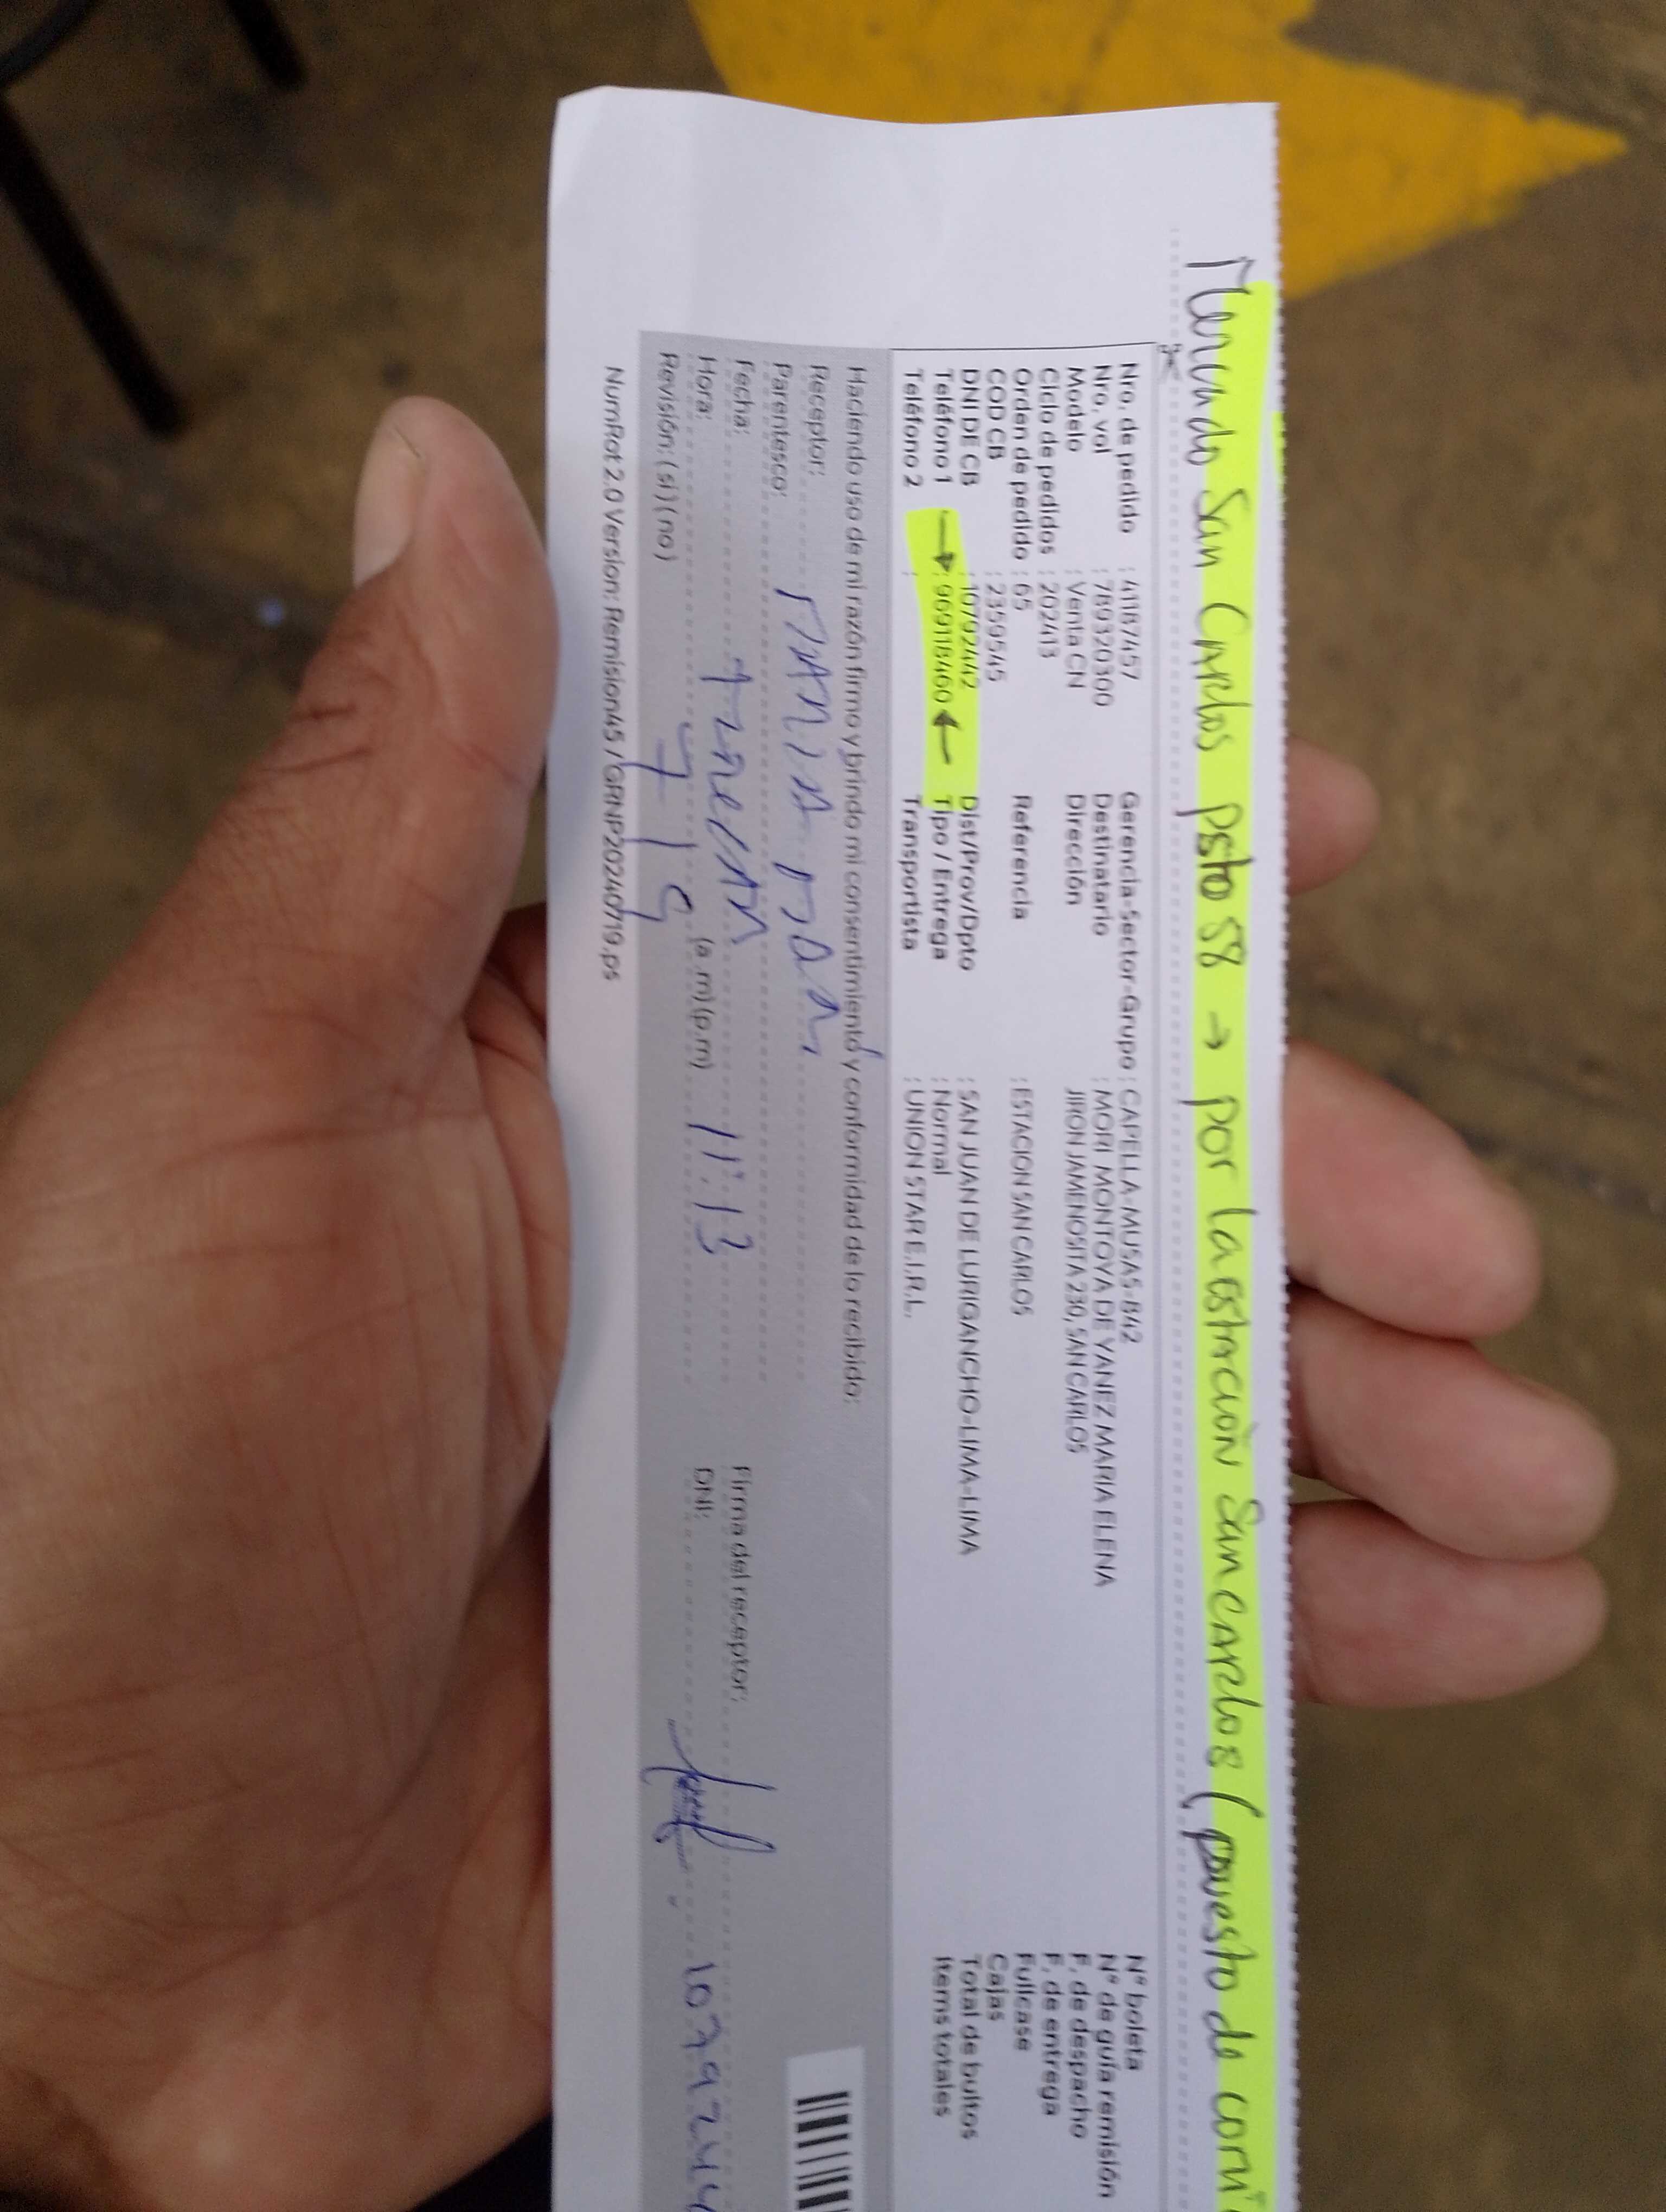 Mercado San Carlos psto 58 → por la estación San Carlos (puesto de comi
Nro. de pedido : 41187457
Nro. vol : 789320300
Modelo : Venta CN
Ciclo de pedidos : 202413
Orden de pedido : 65
COD CB : 2359545
DNI DE CB : 10792442
Teléfono 1 → : 969118460 ←
Teléfono 2 :
Gerencia-Sector-Grupo : CAPELLA-MUSAS-B42
Destinatario : MORI MONTOYA DE YANEZ MARIA ELENA
Dirección JIRON JAMENOSITA 230, SAN CARLOS
Referencia : ESTACION SAN CARLOS
Dist/Prov/Dpto : SAN JUAN DE LURIGANCHO-LIMA-LIMA
Tipo / Entrega : Normal
Transportista : UNION STAR E.I.R.L.
N° boleta
N° de guía remisión
F. de despacho
F. de entrega
Fullcase
Cajas
Total de bultos
Items totales
Haciendo uso de mi razón firmo y brindo mi consentimiento y conformidad de lo recibido:
Receptor:
Parentesco:
Fecha:
Hora: (a.m) (p.m) 11:13
Revisión: (si) (no)
Firma del receptor:
DNI: 1079244
NumRot 2.0 Version: Remision45 / GRNP20240719.ps